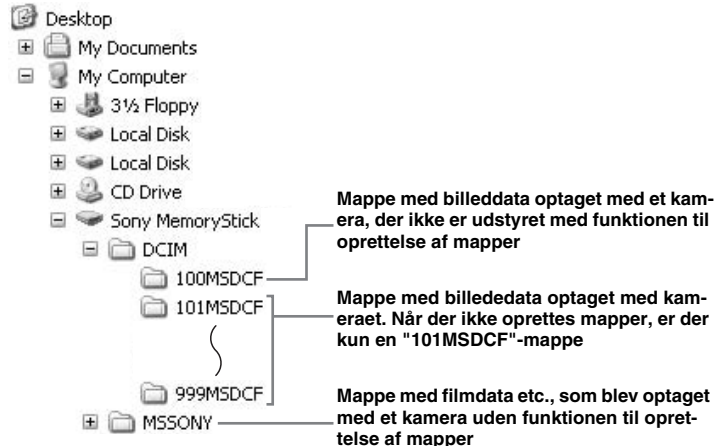 Desktop
My Documents
My Computer
3½ Floppy
Local Disk
Local Disk
CD Drive
Sony MemoryStick
DCIM
100MSDCF
101MSDCF
999MSDCF
MSSONY
Mappe med billeddata optaget med et kam-
era, der ikke er udstyret med funktionen til
oprettelse af mapper
Mappe med billededata optaget med kam-
eraet. Når der ikke oprettes mapper, er der
kun en "101MSDCF"-mappe
Mappe med filmdata etc., som blev optaget
med et kamera uden funktionen til opret-
telse af mapper